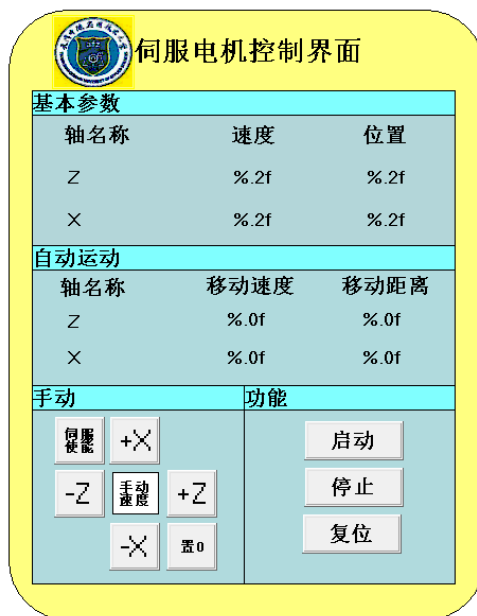 伺服电机控制界面
基本参数
轴名称 速度 位置
Z %.2f %.2f
X %.2f %.2f
自动运动
轴名称 移动速度 移动距离
Z %.0f %.0f
X %.0f %.0f
手动 功能
伺服使能 +X 启动
-Z 手动速度 +Z 停止
-X 置0 复位